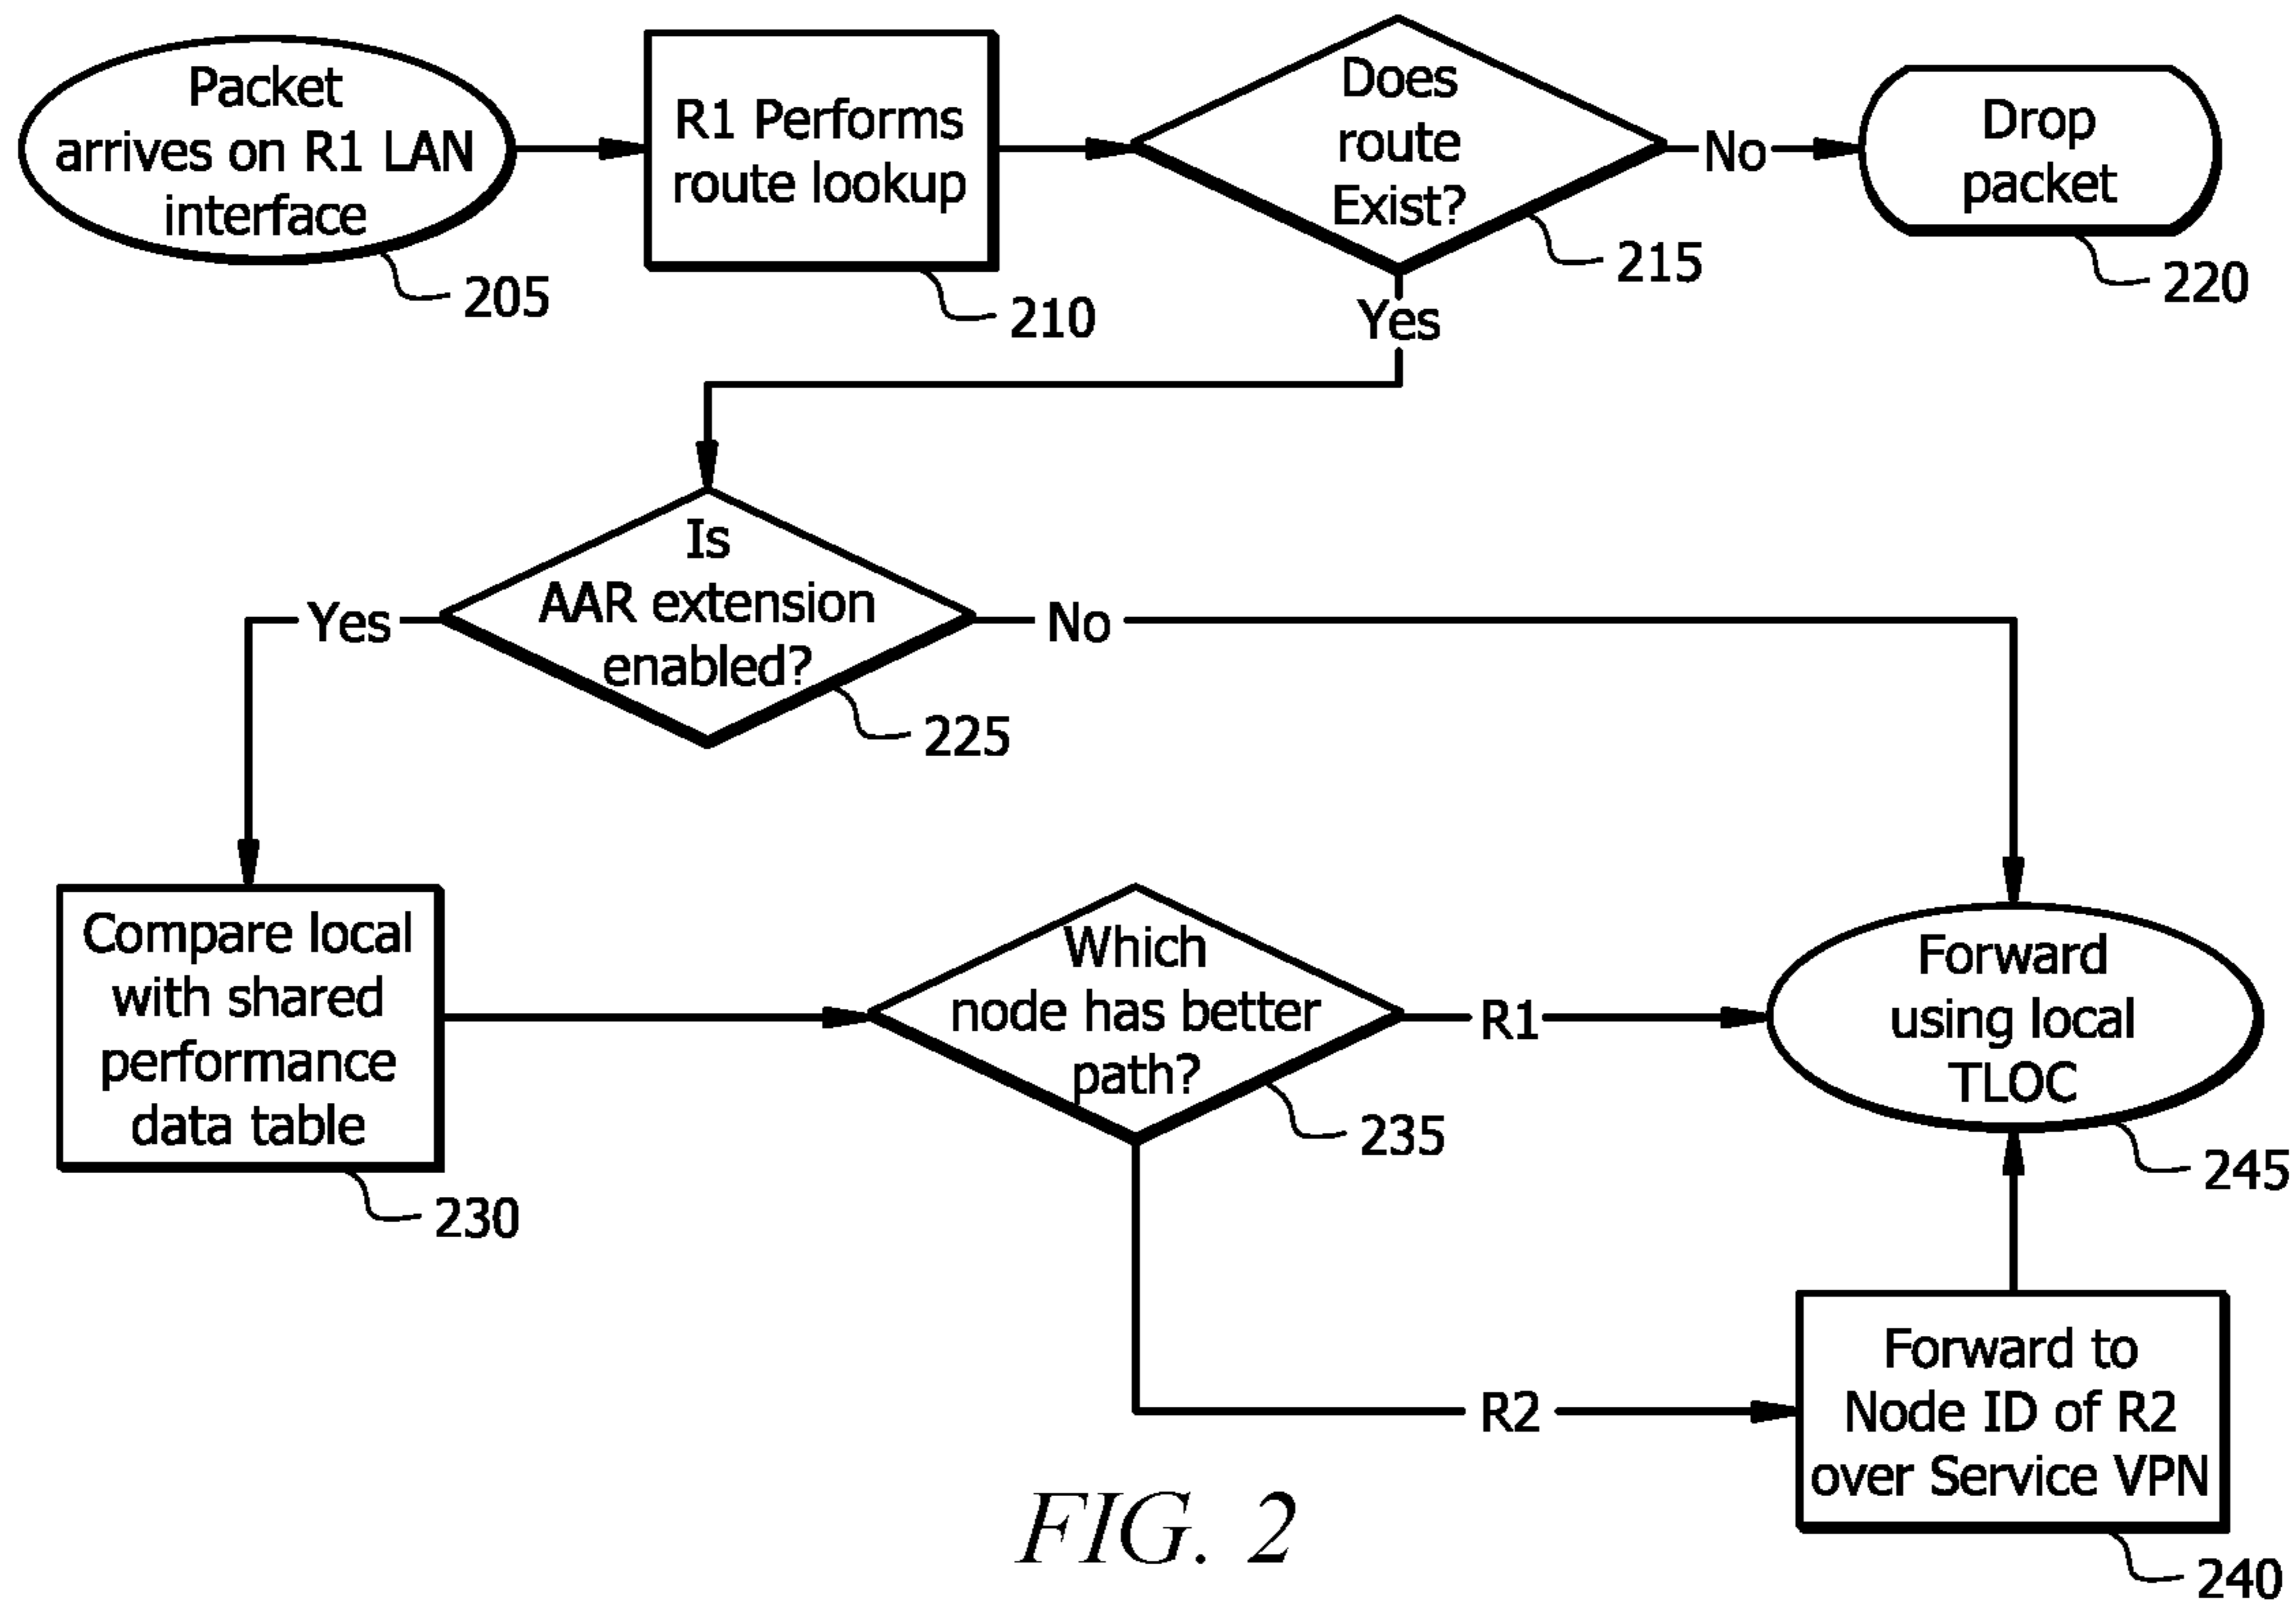 Packet
arrives on R1 LAN
interface
205
R1 Performs
route lookup
210
Does
route
Exist?
215
No
Drop
packet
220
Yes
Is
AAR extension
enabled?
225
Yes
No
Compare local
with shared
performance
data table
230
Which
node has better
path?
235
R1
Forward
using local
TLOC
245
R2
Forward to
Node ID of R2
over Service VPN
240
FIG. 2